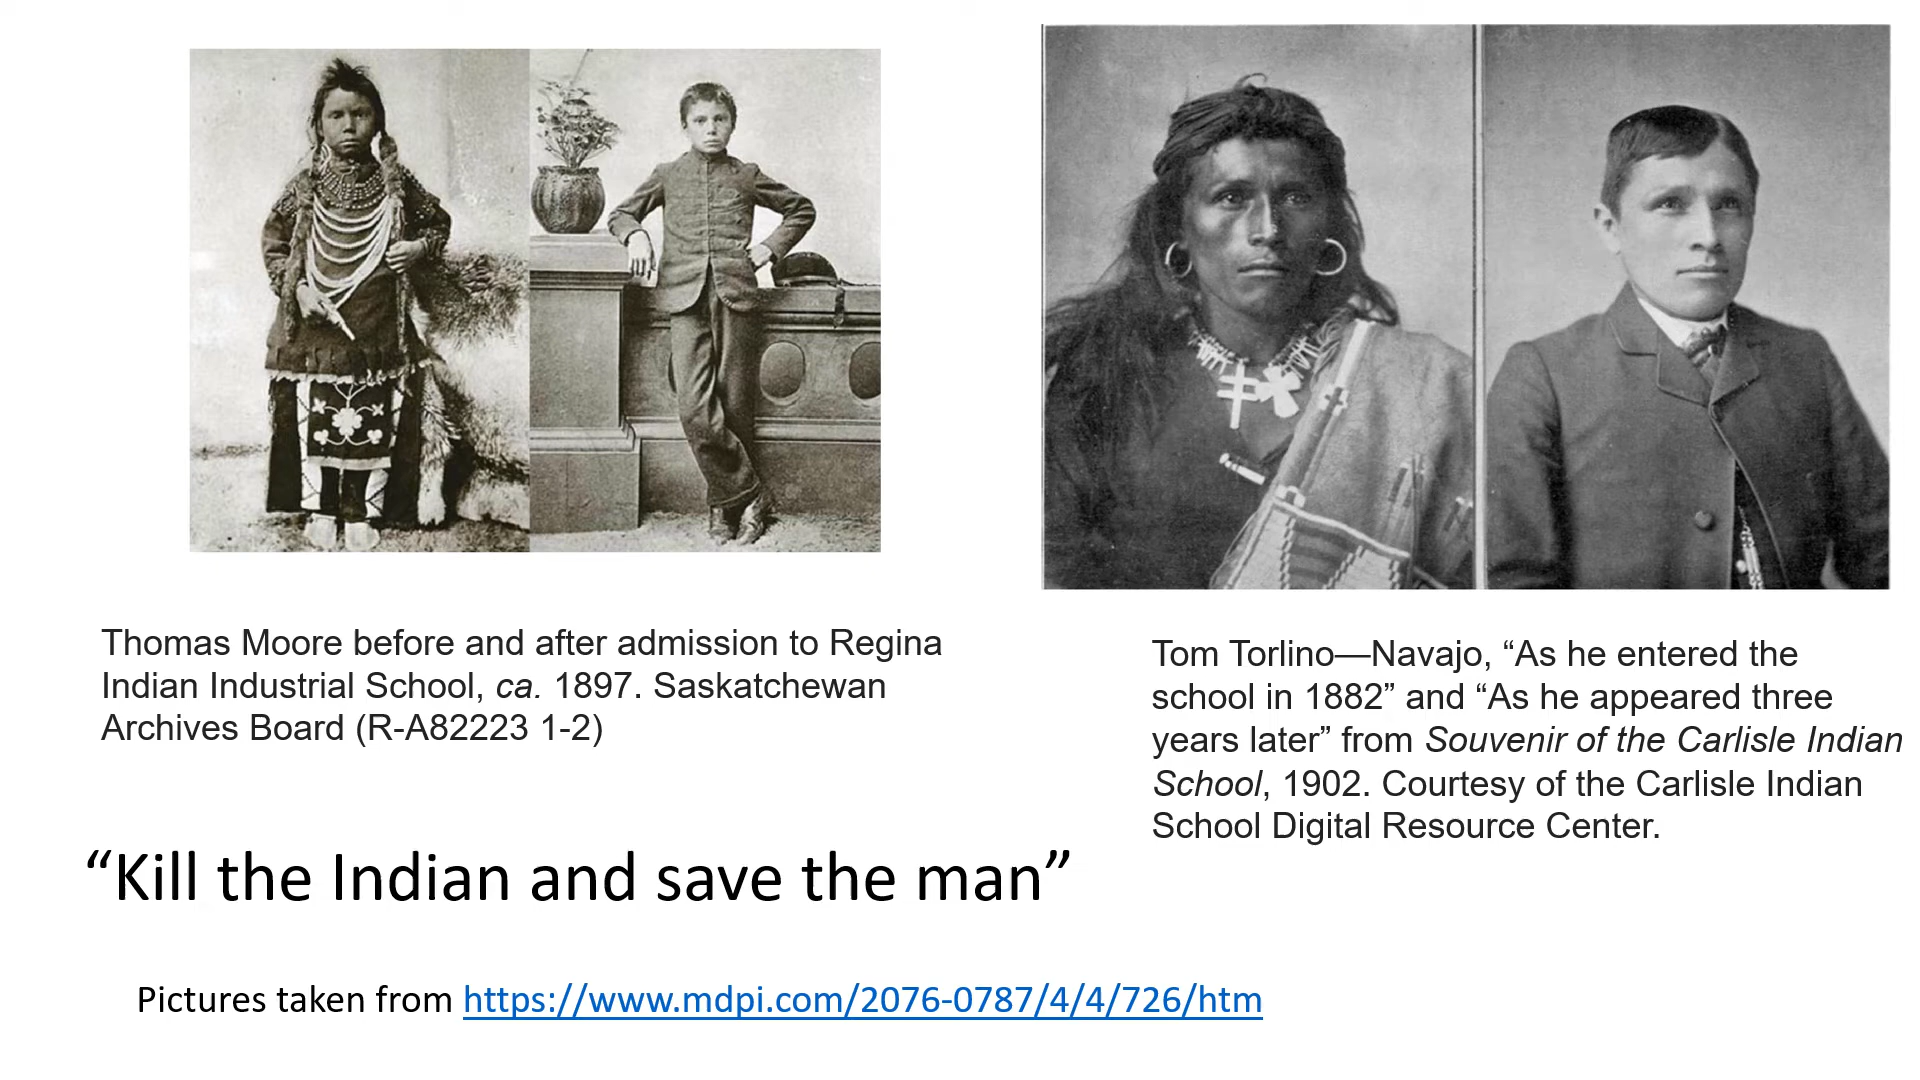 Thomas Moore before and after admission to Regina
Indian Industrial School, ca. 1897. Saskatchewan
Archives Board (R-A82223 1-2)
Tom Torlino—Navajo, “As he entered the
school in 1882” and “As he appeared three
years later” from Souvenir of the Carlisle Indian
School, 1902. Courtesy of the Carlisle Indian
School Digital Resource Center.
“Kill the Indian and save the man”
Pictures taken from https://www.mdpi.com/2076-0787/4/4/726/htm